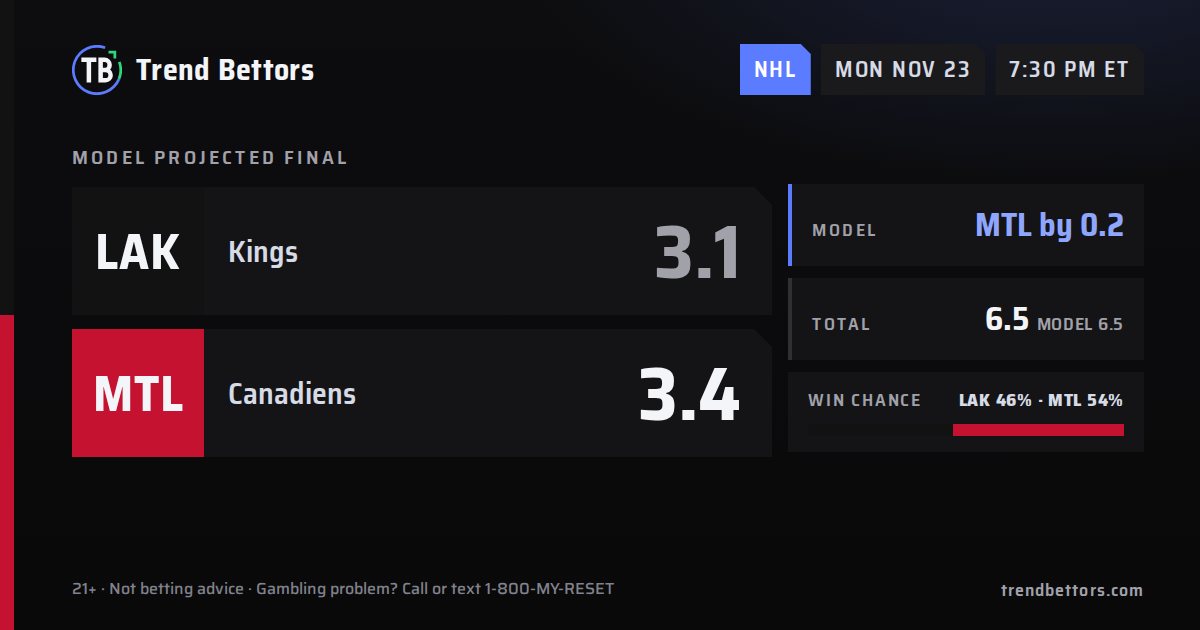 TB Trend Bettors
NHL MON NOV 23 7:30 PM ET
MODEL PROJECTED FINAL
LAK Kings 3.1
MTL Canadiens 3.4
MODEL MTL by 0.2
TOTAL 6.5 MODEL 6.5
WIN CHANCE LAK 46% · MTL 54%
21+ · Not betting advice · Gambling problem? Call or text 1-800-MY-RESET
trendbettors.com